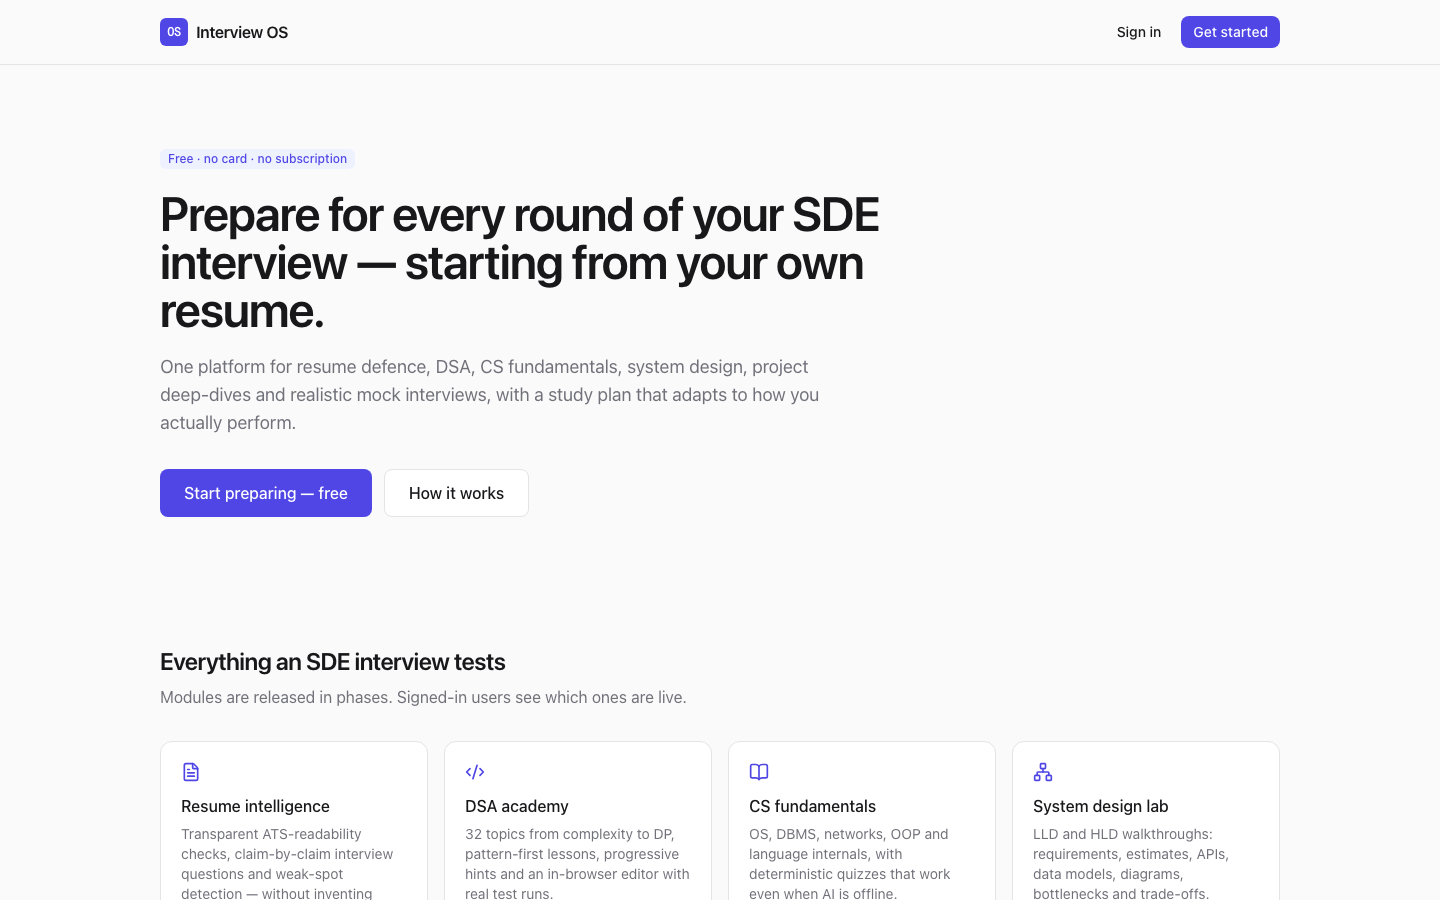 OS Interview OS
Sign in
Get started
Free · no card · no subscription
Prepare for every round of your SDE
interview — starting from your own
resume.
One platform for resume defence, DSA, CS fundamentals, system design, project
deep-dives and realistic mock interviews, with a study plan that adapts to how you
actually perform.
Start preparing — free
How it works
Everything an SDE interview tests
Modules are released in phases. Signed-in users see which ones are live.
Resume intelligence
Transparent ATS-readability
checks, claim-by-claim interview
questions and weak-spot
detection — without inventing
DSA academy
32 topics from complexity to DP,
pattern-first lessons, progressive
hints and an in-browser editor with
real test runs.
CS fundamentals
OS, DBMS, networks, OOP and
language internals, with
deterministic quizzes that work
even when AI is offline.
System design lab
LLD and HLD walkthroughs:
requirements, estimates, APIs,
data models, diagrams,
bottlenecks and trade-offs.